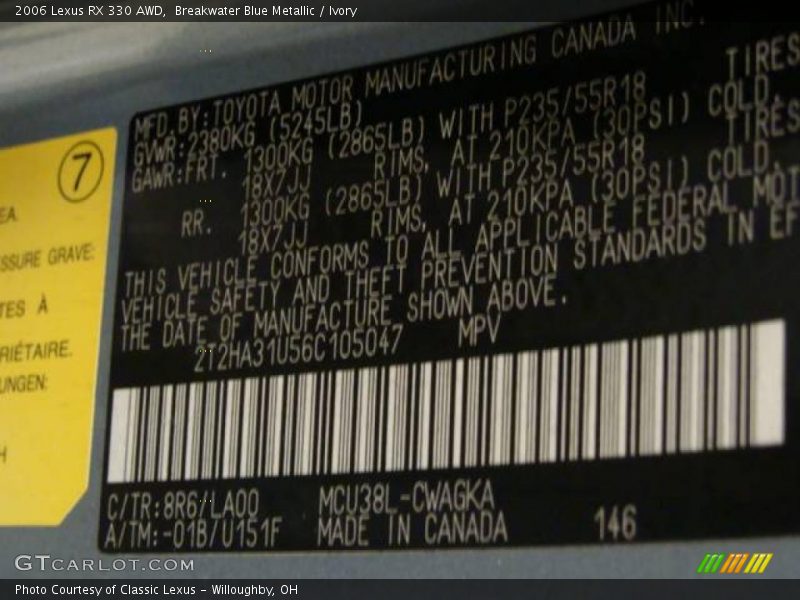 2006 Lexus RX 330 AWD, Breakwater Blue Metallic / Ivory
7
EA
SSURE GRAVE:
TES À
RIÉTAIRE.
UNGEN:
H
MFD. BY: TOYOTA MOTOR MANUFACTURING CANADA INC.
GVWR: 2380KG (5245LB)
GAWR: FRT. 1300KG (2865LB) WITH P235/55R18 TIRES
18X7JJ RIMS, AT 210KPA (30PSI) COLD.
RR. 1300KG (2865LB) WITH P235/55R18 TIRES
18X7JJ RIMS, AT 210KPA (30PSI) COLD.
THIS VEHICLE CONFORMS TO ALL APPLICABLE FEDERAL MOT
VEHICLE SAFETY AND THEFT PREVENTION STANDARDS IN EF
THE DATE OF MANUFACTURE SHOWN ABOVE.
2T2HA31U56C105047 MPV
C/TR: 8R6/LA00 MCU38L-CWAGKA
A/TM: -01B/U151F MADE IN CANADA 146
GTCARLOT.COM
Photo Courtesy of Classic Lexus - Willoughby, OH